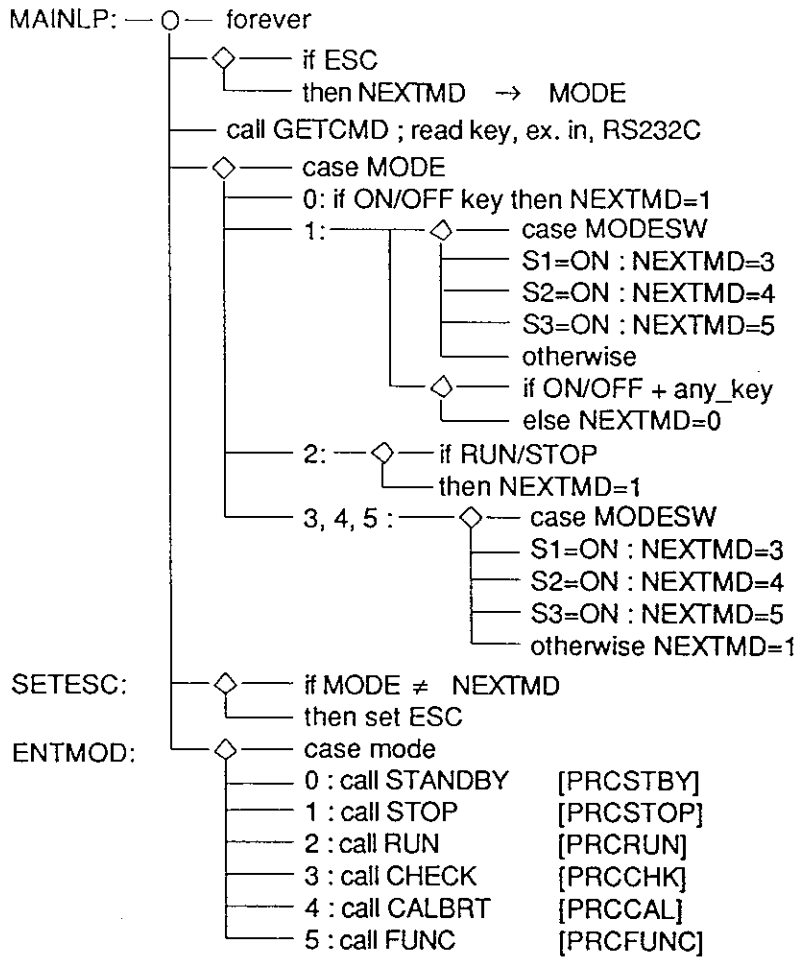 MAINLP: forever
if ESC
then NEXTMD → MODE
call GETCMD ; read key, ex. in, RS232C
case MODE
0: if ON/OFF key then NEXTMD=1
1: case MODESW
S1=ON : NEXTMD=3
S2=ON : NEXTMD=4
S3=ON : NEXTMD=5
otherwise
if ON/OFF + any_key
else NEXTMD=0
2: if RUN/STOP
then NEXTMD=1
3, 4, 5 : case MODESW
S1=ON : NEXTMD=3
S2=ON : NEXTMD=4
S3=ON : NEXTMD=5
otherwise NEXTMD=1
SETESC: if MODE ≠ NEXTMD
then set ESC
ENTMOD: case mode
0 : call STANDBY [PRCSTBY]
1 : call STOP [PRCSTOP]
2 : call RUN [PRCRUN]
3 : call CHECK [PRCCHK]
4 : call CALBRT [PRCCAL]
5 : call FUNC [PRCFUNC]